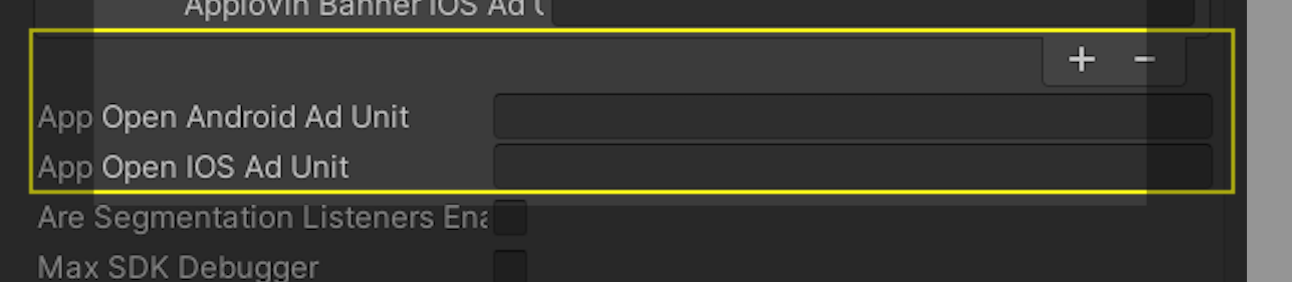 Applovin Banner IOS Ad
+ -
App Open Android Ad Unit
App Open IOS Ad Unit
Are Segmentation Listeners Ena
Max SDK Debugger